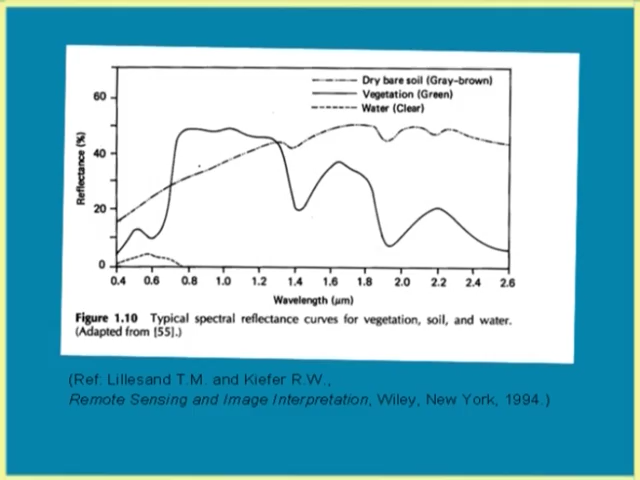 Dry bare soil (Gray-brown)
Vegetation (Green)
Water (Clear)
60
40
20
0
Reflectance (%)
0.4 0.6 0.8 1.0 1.2 1.4 1.6 1.8 2.0 2.2 2.4 2.6
Wavelength (μm)
Figure 1.10 Typical spectral reflectance curves for vegetation, soil, and water.
(Adapted from [55].)
(Ref: Lillesand T.M. and Kiefer R.W.,
Remote Sensing and Image Interpretation, Wiley, New York, 1994.)